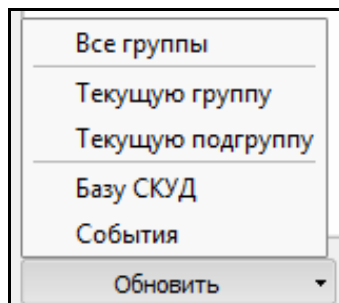 Все группы
Текущую группу
Текущую подгруппу
Базу СКУД
События
Обновить